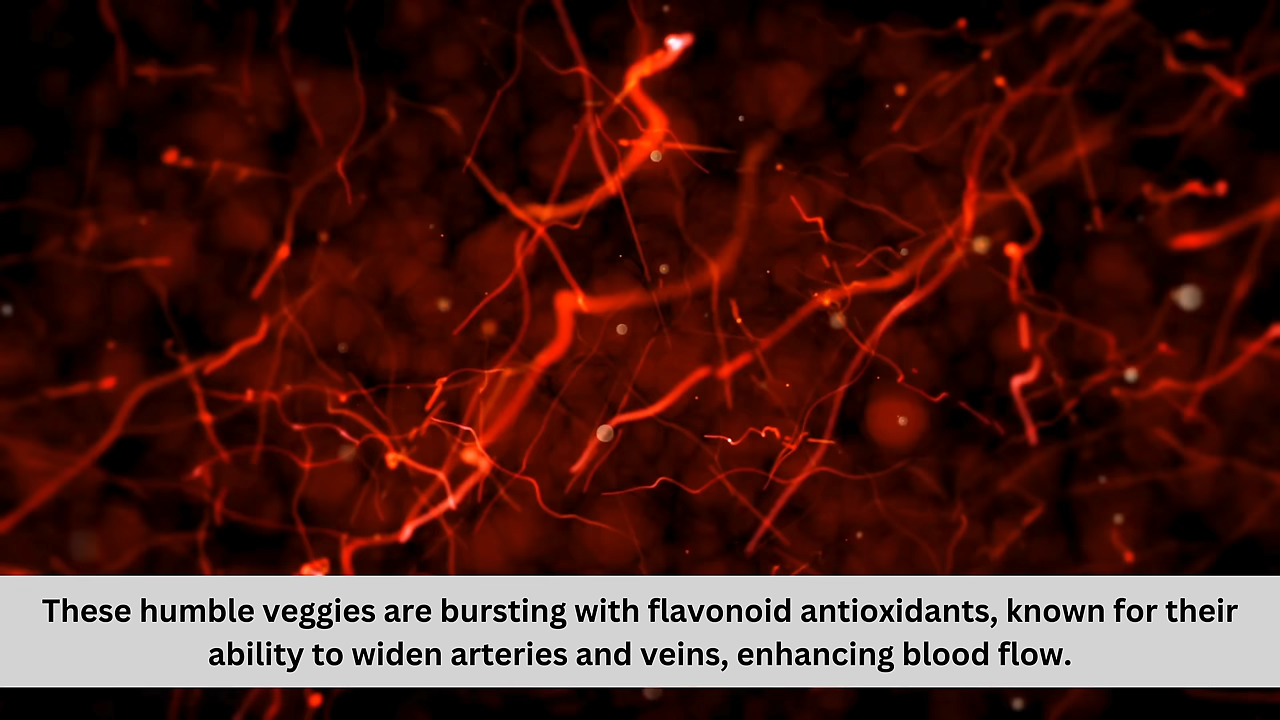 These humble veggies are bursting with flavonoid antioxidants, known for their
ability to widen arteries and veins, enhancing blood flow.